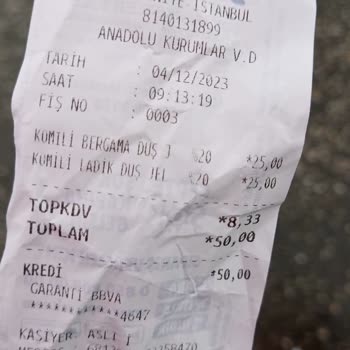 -İSTANBUL
8140131899
ANADOLU KURUMLAR V.D
TARİH : 04/12/2023
SAAT : 09:13:19
FİŞ NO : 0003
KOMİLİ BERGAMA DUŞ J %20 *25,00
KOMİLİ LADİK DUŞ JEL %20 *25,00
TOPKDV *8,33
TOPLAM *50,00
KREDİ *50,00
GARANTİ BBVA
************4647
KASİYER: ASLI İ